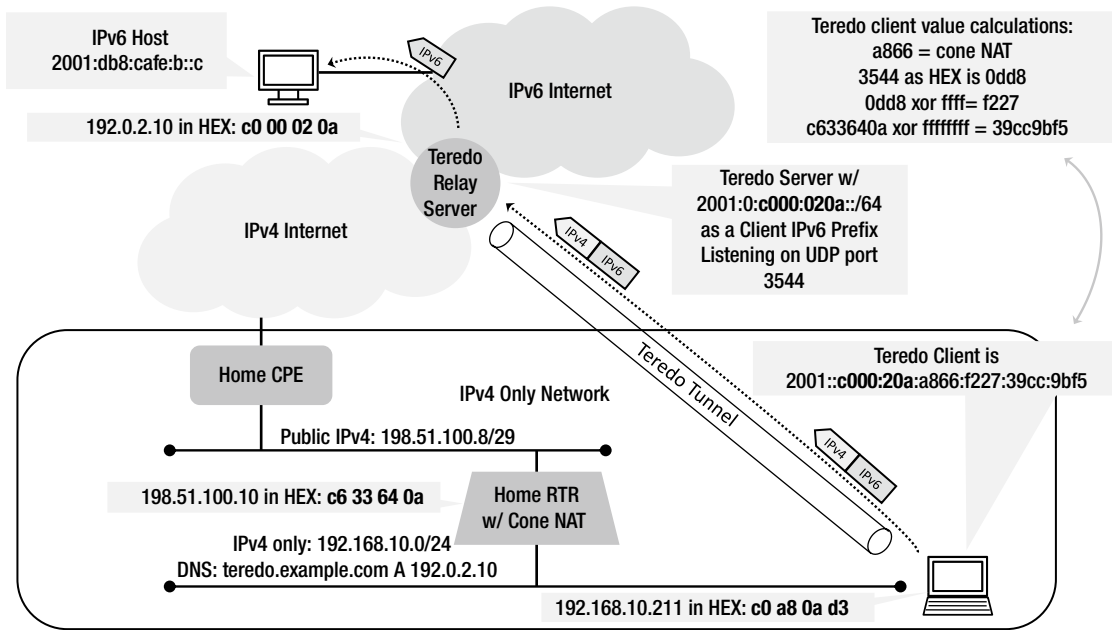 IPv6 Host
2001:db8:cafe:b::c
IPv6
IPv6 Internet
192.0.2.10 in HEX: c0 00 02 0a
Teredo client value calculations:
a866 = cone NAT
3544 as HEX is 0dd8
0dd8 xor ffff= f227
c633640a xor ffffffff = 39cc9bf5
Teredo
Relay
Server
IPv4 Internet
Teredo Server w/
2001:0:c000:020a::/64
as a Client IPv6 Prefix
Listening on UDP port
3544
IPv4 IPv6
Teredo Tunnel
Home CPE
IPv4 Only Network
Teredo Client is
2001::c000:20a:a866:f227:39cc:9bf5
Public IPv4: 198.51.100.8/29
IPv4 IPv6
198.51.100.10 in HEX: c6 33 64 0a
Home RTR
w/ Cone NAT
IPv4 only: 192.168.10.0/24
DNS: teredo.example.com A 192.0.2.10
192.168.10.211 in HEX: c0 a8 0a d3